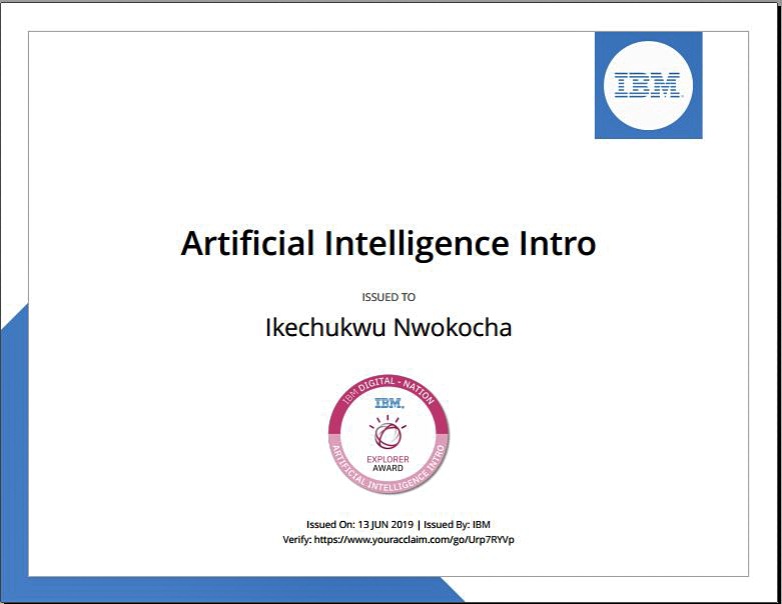 IBM
Artificial Intelligence Intro
ISSUED TO
Ikechukwu Nwokocha
IBM DIGITAL - NATION
IBM.
EXPLORER
AWARD
ARTIFICIAL INTELLIGENCE INTRO
Issued On: 13 JUN 2019 | Issued By: IBM
Verify: https://www.youracclaim.com/go/Urp7RYVp